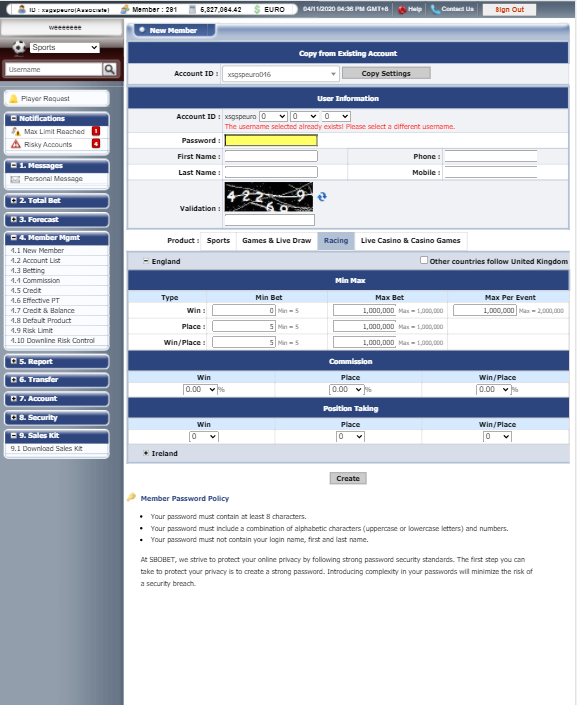 ID : xsgspeuro(Associate) Member : 291 6,827,064.42 EURO 04/11/2020 04:36 PM GMT+8 Help Contact Us Sign Out
weeeeeee
Sports
Username
Player Request
Notifications
Max Limit Reached 1
Risky Accounts 4
1. Messages
Personal Message
2. Total Bet
3. Forecast
4. Member Mgmt
4.1 New Member
4.2 Account List
4.3 Betting
4.4 Commission
4.5 Credit
4.6 Effective PT
4.7 Credit & Balance
4.8 Default Product
4.9 Risk Limit
4.10 Downline Risk Control
5. Report
6. Transfer
7. Account
8. Security
9. Sales Kit
9.1 Download Sales Kit
New Member
Copy from Existing Account
Account ID : xsgspeuro046 Copy Settings
User Information
Account ID : xsgspeuro 0 0 0
The username selected already exists! Please select a different username.
Password :
First Name : Phone :
Last Name : Mobile :
Validation :
Product : Sports Games & Live Draw Racing Live Casino & Casino Games
England Other countries follow United Kingdom
Min Max
Type Min Bet Max Bet Max Per Event
Win : 0 Min = 5 1,000,000 Max = 1,000,000 1,000,000 Max = 2,000,000
Place : 5 Min = 5 1,000,000 Max = 1,000,000
Win/Place : 5 Min = 5 1,000,000 Max = 1,000,000
Commission
Win Place Win/Place
0.00 % 0.00 % 0.00 %
Position Taking
Win Place Win/Place
0 0 0
Ireland
Create
Member Password Policy
• Your password must contain at least 8 characters.
• Your password must include a combination of alphabetic characters (uppercase or lowercase letters) and numbers.
• Your password must not contain your login name, first and last name.
At SBOBET, we strive to protect your online privacy by following strong password security standards. The first step you can
take to protect your privacy is to create a strong password. Introducing complexity in your passwords will minimize the risk of
a security breach.